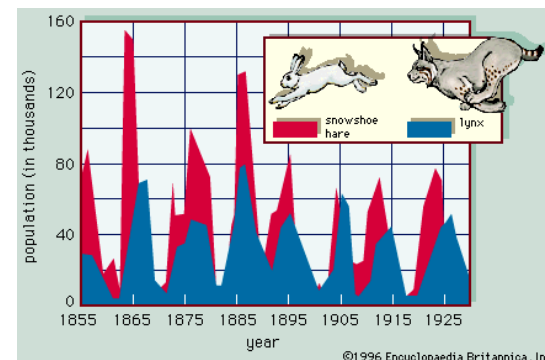 160
120
80
40
0
population (in thousands)
snowshoe
hare
lynx
1855 1865 1875 1885 1895 1905 1915 1925
year
©1996 Encyclopaedia Britannica, In